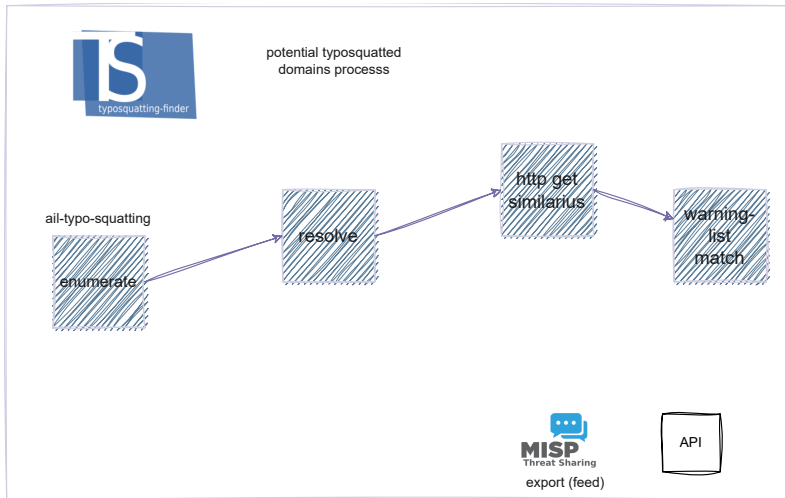 TS
typosquatting-finder
potential typosquatted
domains processs
ail-typo-squatting
enumerate
resolve
http get
similarius
warning-
list
match
MISP
Threat Sharing
export (feed)
API